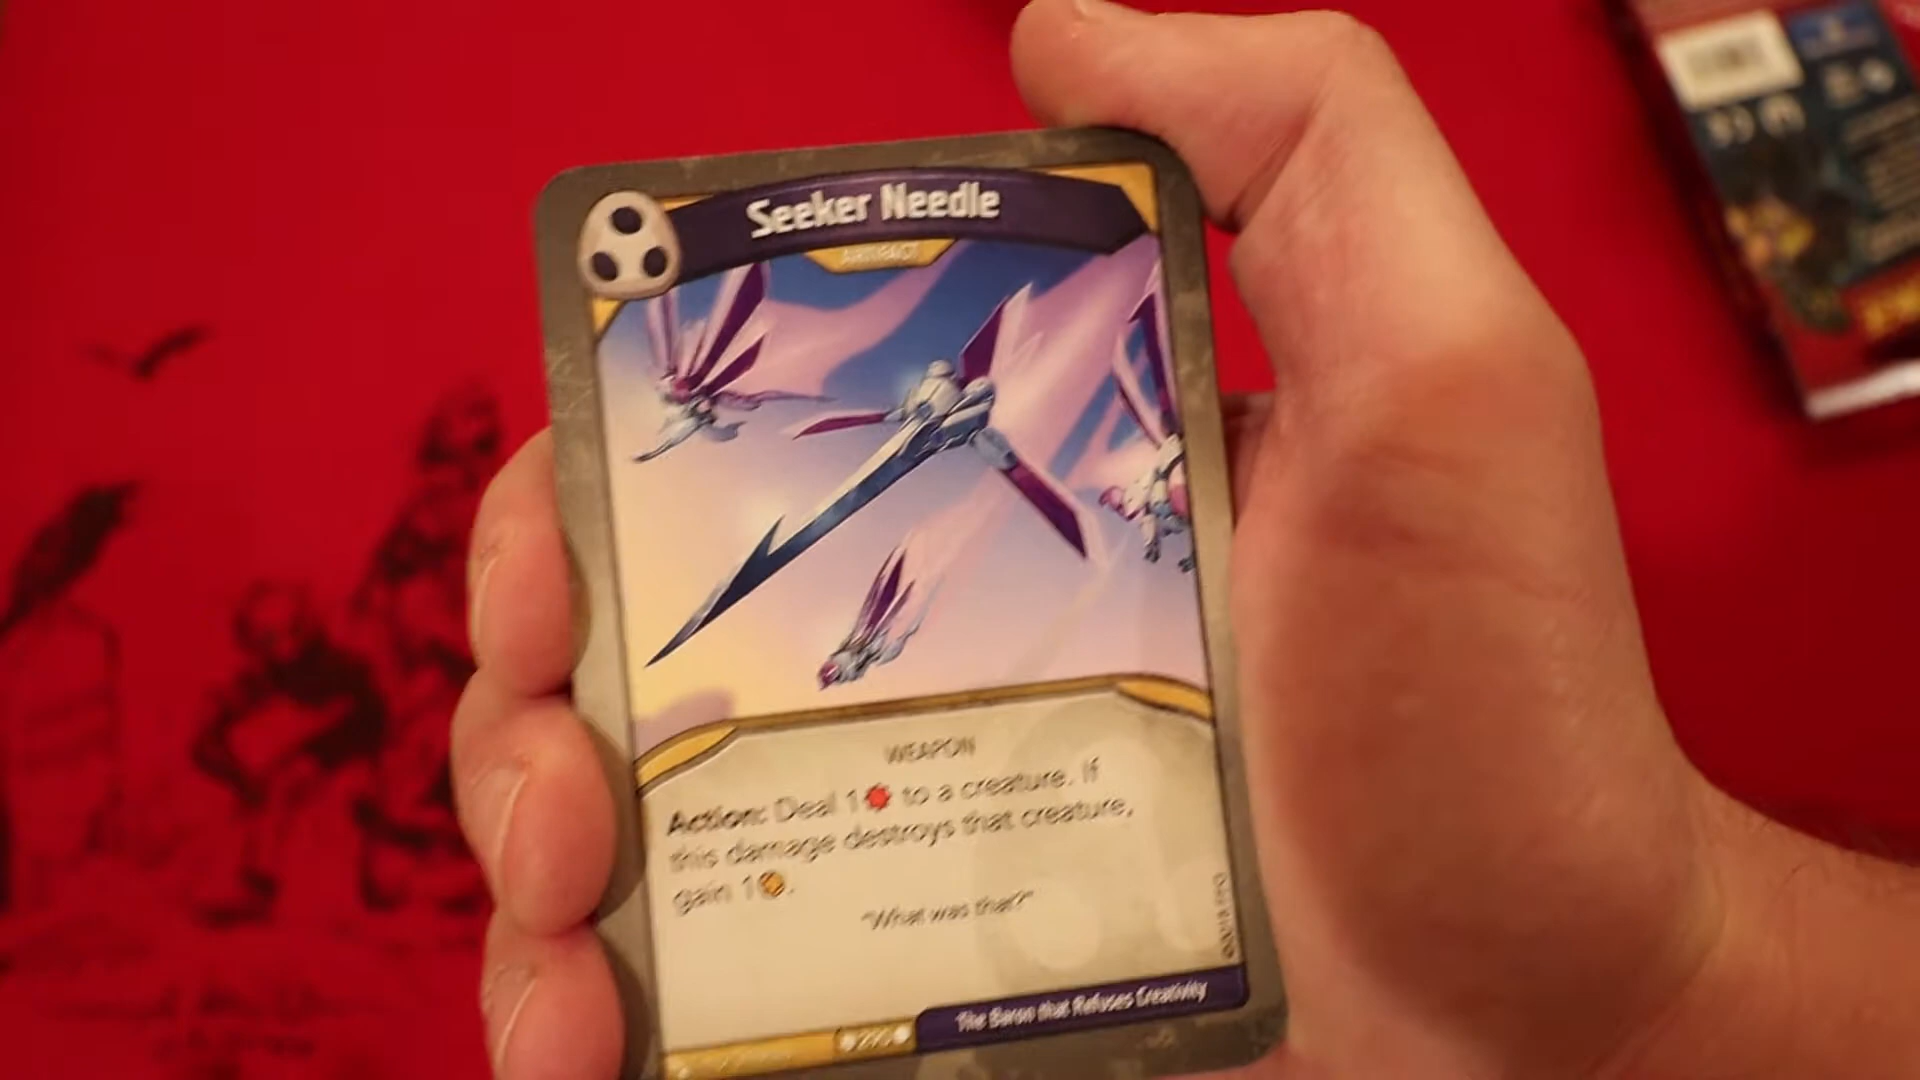 Seeker Needle
ARTIFACT
WEAPON
Action: Deal 1 to a creature. If
this damage destroys that creature,
gain 1.
"What was that?"
The Baron that Refuses Creativity